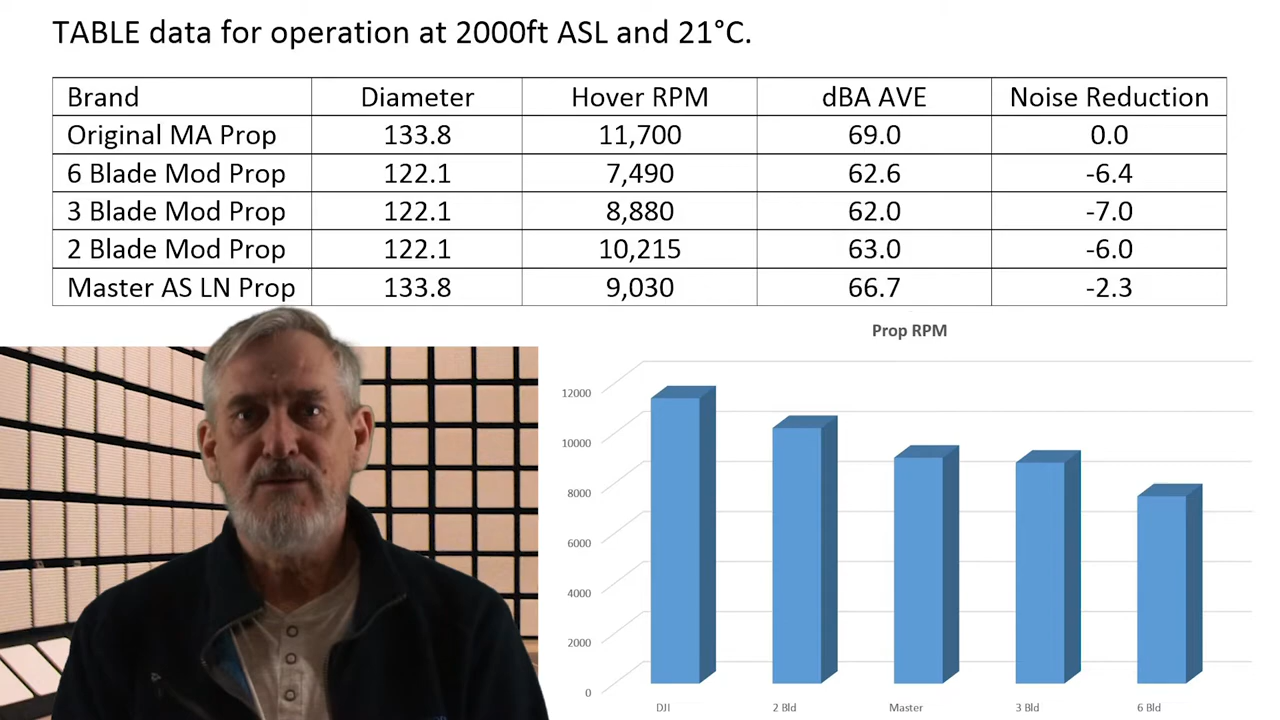 TABLE data for operation at 2000ft ASL and 21°C.
Brand Diameter Hover RPM dBA AVE Noise Reduction
Original MA Prop 133.8 11,700 69.0 0.0
6 Blade Mod Prop 122.1 7,490 62.6 -6.4
3 Blade Mod Prop 122.1 8,880 62.0 -7.0
2 Blade Mod Prop 122.1 10,215 63.0 -6.0
Master AS LN Prop 133.8 9,030 66.7 -2.3
Prop RPM
12000
10000
8000
6000
4000
2000
0
DJI 2 Bld Master 3 Bld 6 Bld